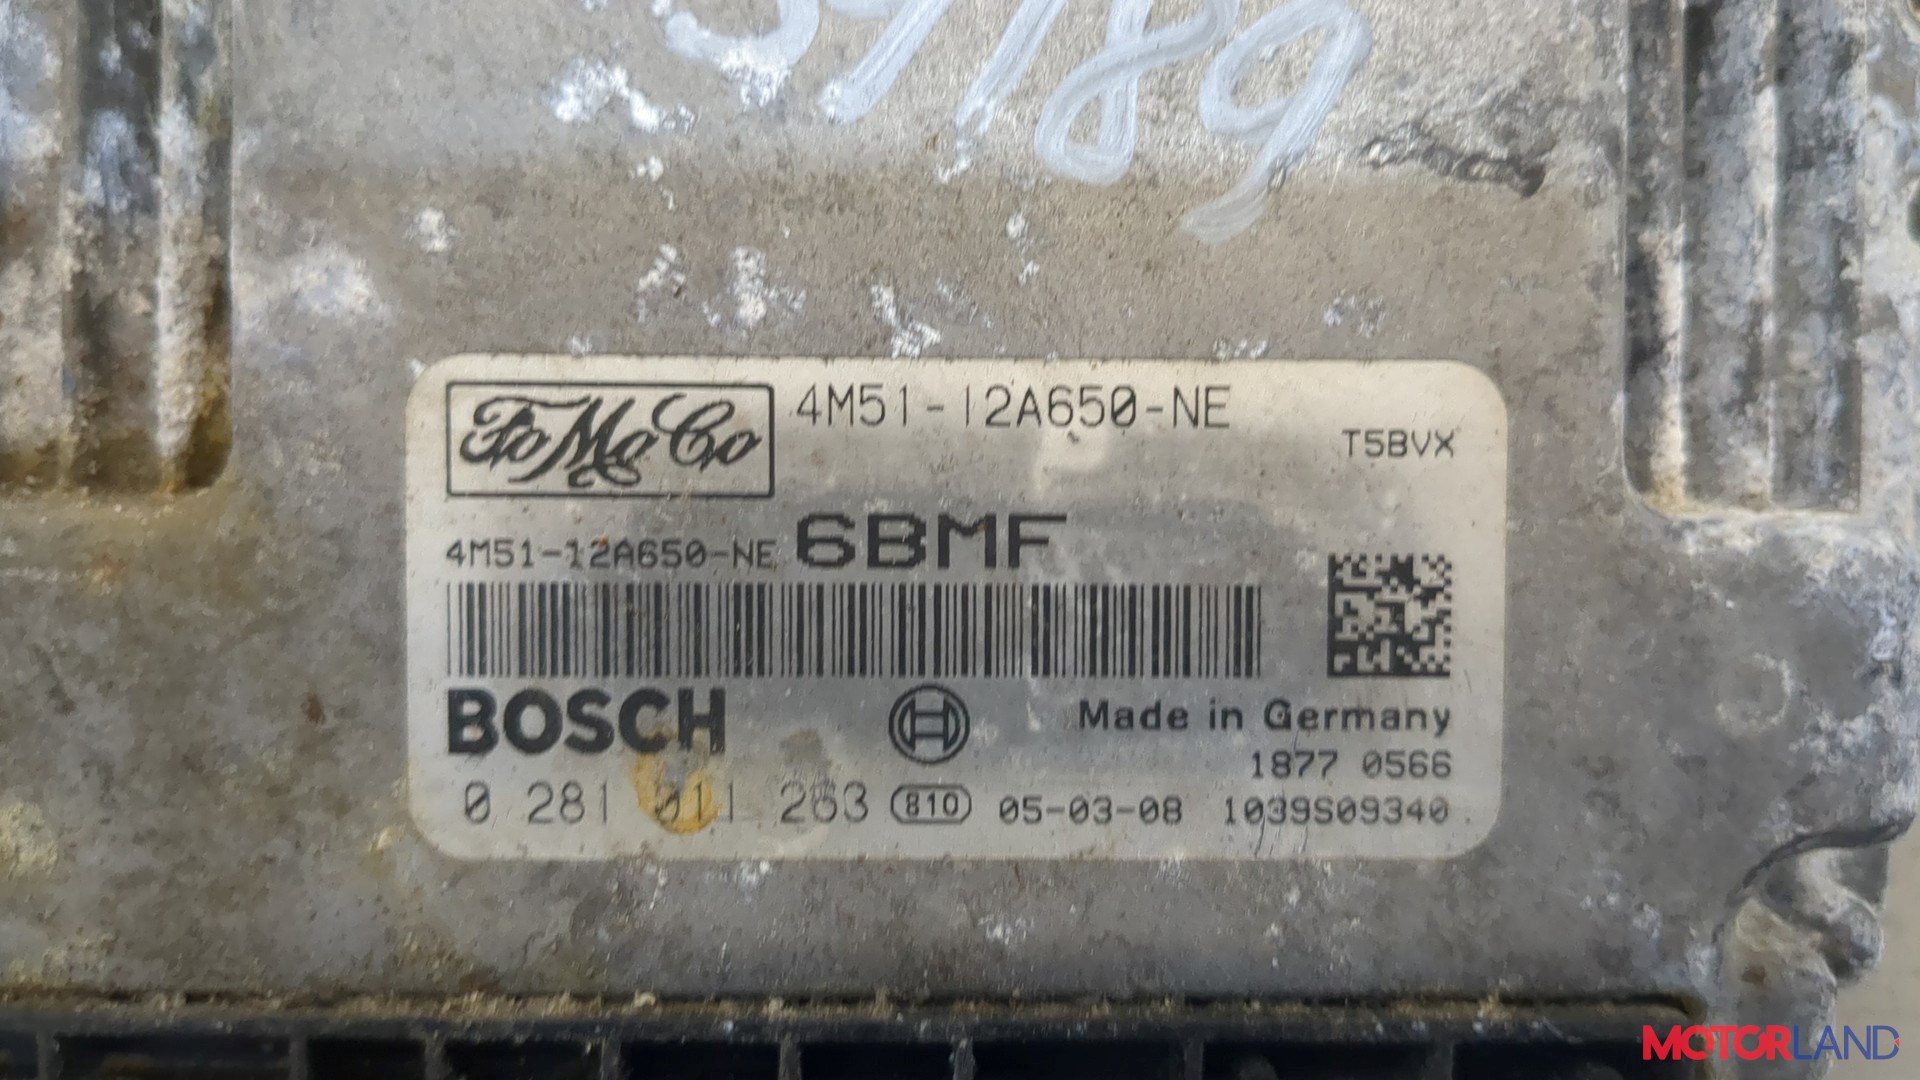 39189
FoMoCo
4M51-12A650-NE
T5BVX
4M51-12A650-NE 6BMF
BOSCH
Made in Germany
1877 0566
0 281 011 263 810 05-03-08 1039S09340
MOTORLAND